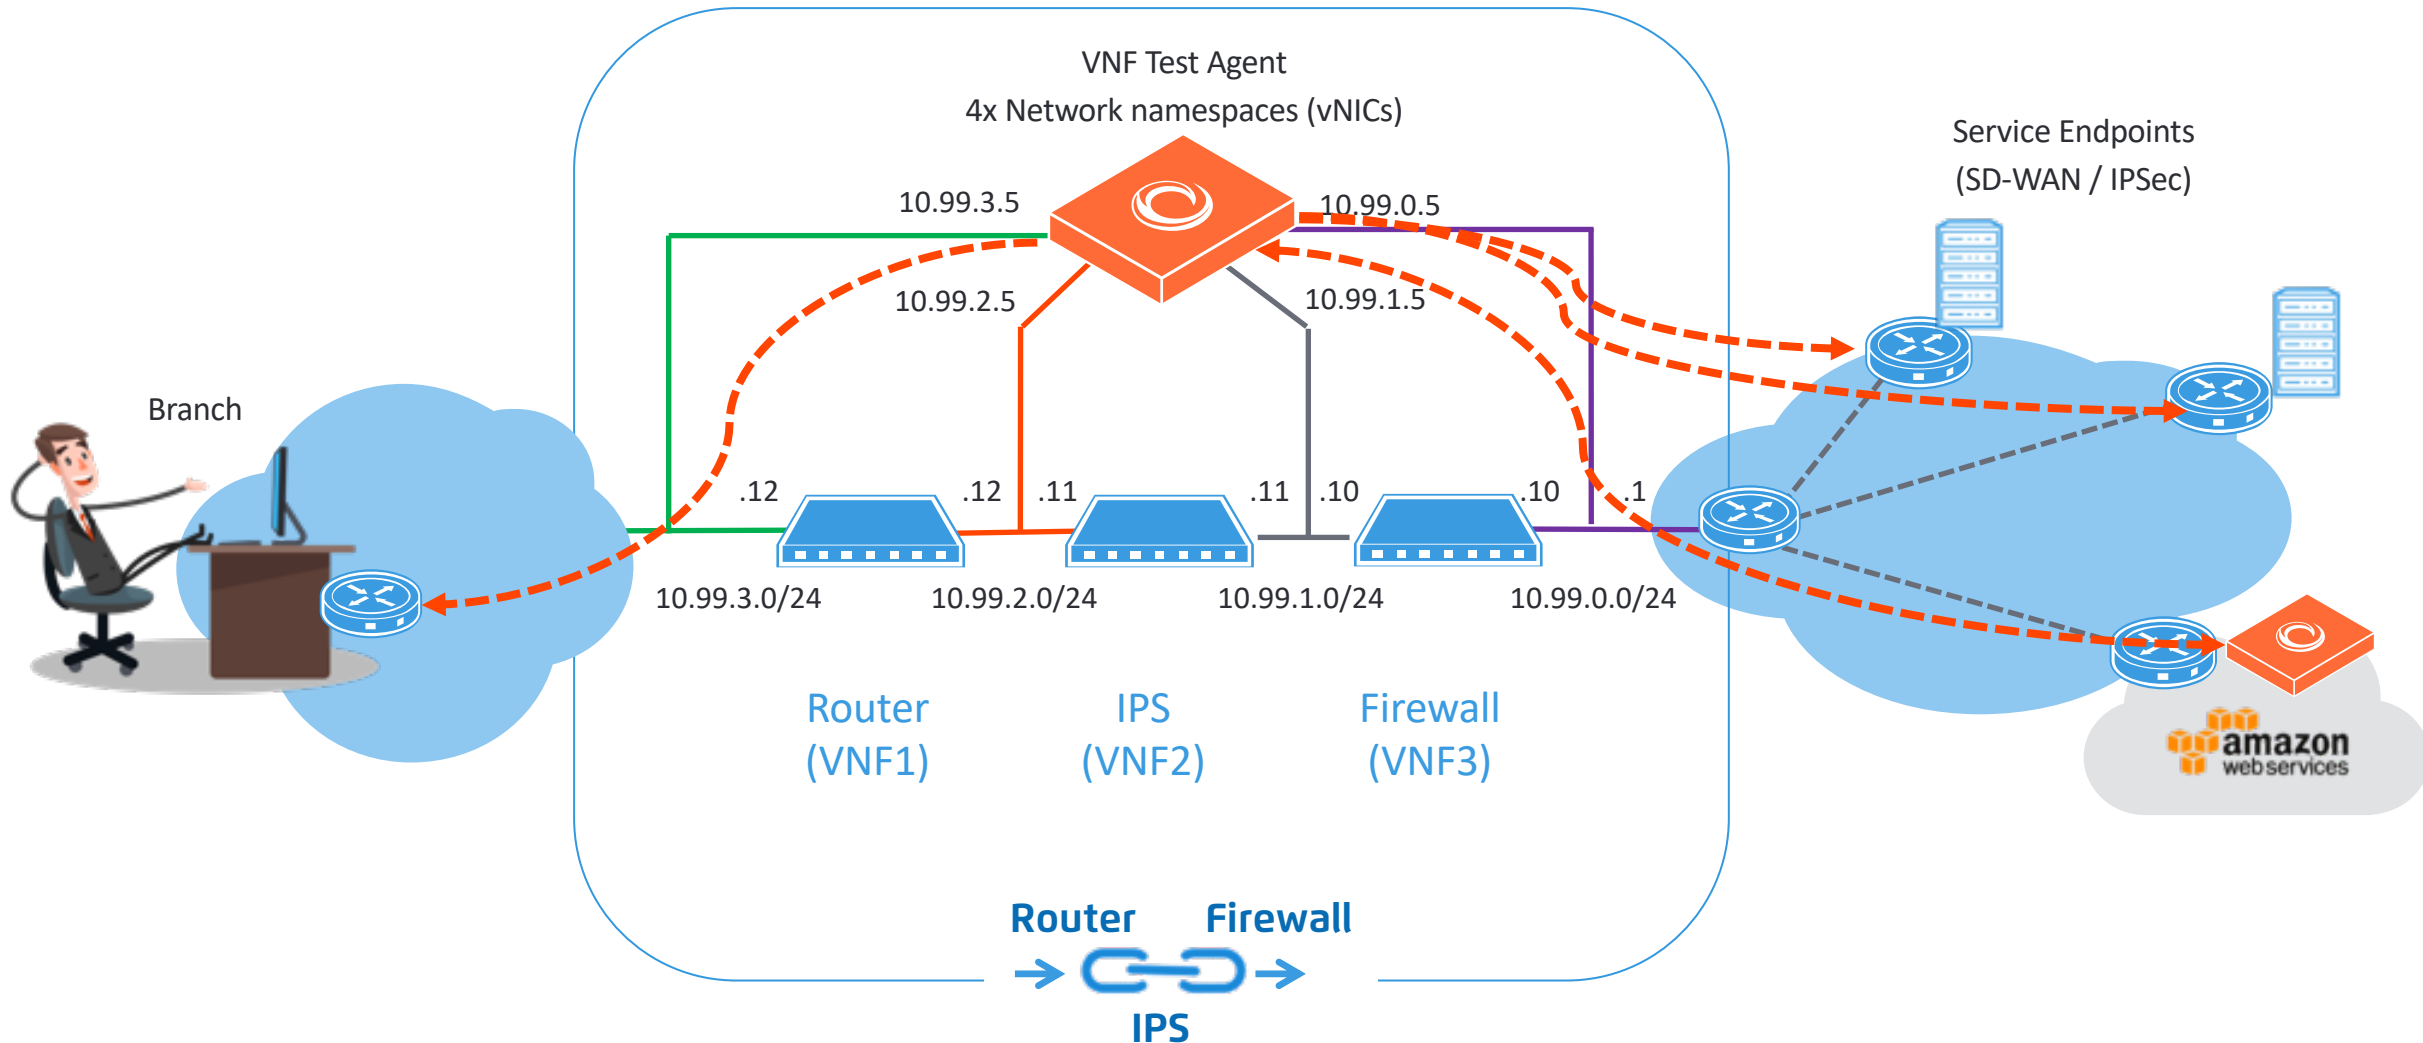 VNF Test Agent
4x Network namespaces (vNICs)
Service Endpoints
(SD-WAN / IPSec)
10.99.3.5
10.99.0.5
10.99.2.5
10.99.1.5
Branch
.12
.12
.11
.11
.10
.10
.1
10.99.3.0/24
10.99.2.0/24
10.99.1.0/24
10.99.0.0/24
Router
(VNF1)
IPS
(VNF2)
Firewall
(VNF3)
amazon
web services
Router
Firewall
IPS